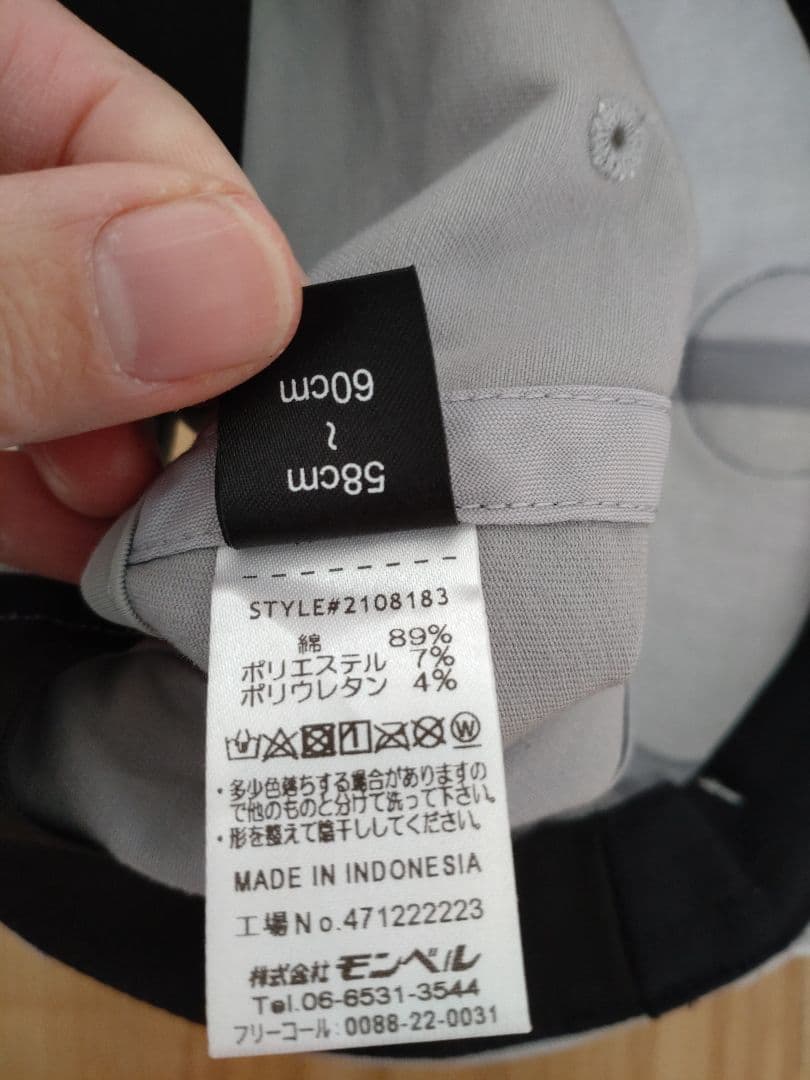 58cm
~
60cm
STYLE#2108183
綿 89%
ポリエステル 7%
ポリウレタン 4%
W
・多少色落ちする場合がありますの
で他のものと分けて洗って下さい。
・形を整えて陰干ししてください。
MADE IN INDONESIA
工場No.471222223
株式会社モンベル
Tel.06-6531-3544
フリーコール:0088-22-0031